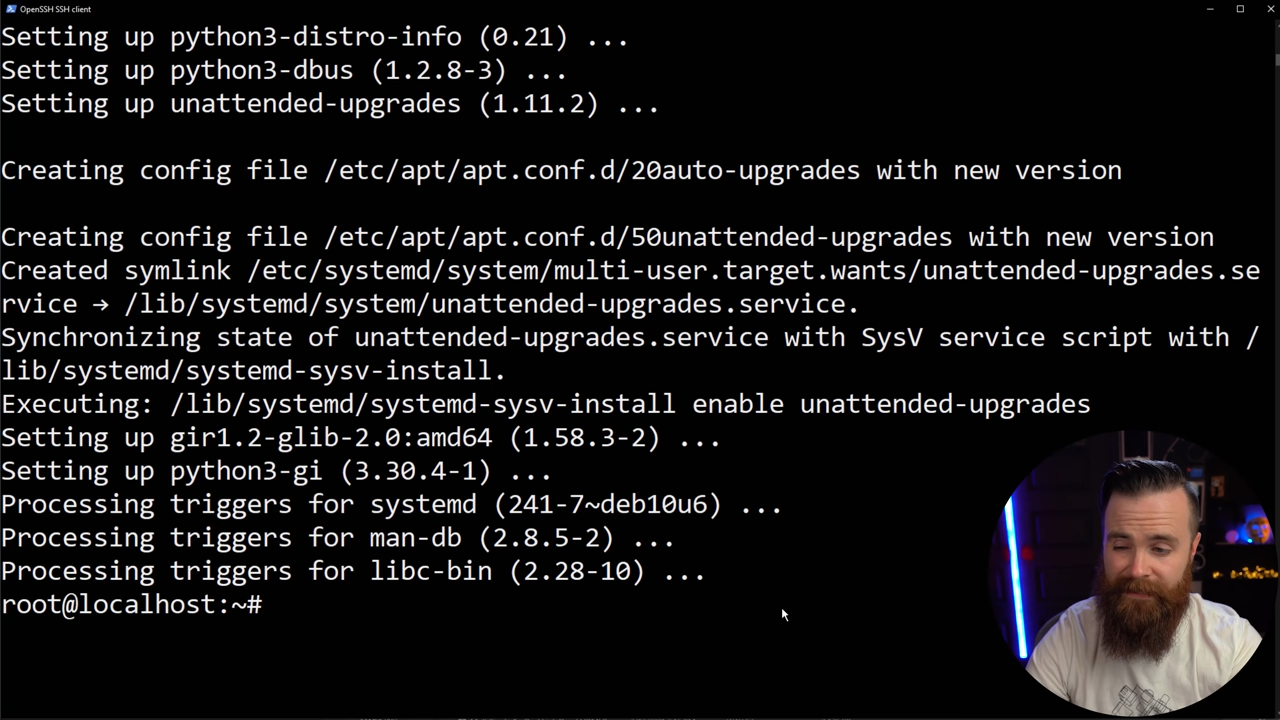 OpenSSH SSH client
Setting up python3-distro-info (0.21) ...
Setting up python3-dbus (1.2.8-3) ...
Setting up unattended-upgrades (1.11.2) ...
Creating config file /etc/apt/apt.conf.d/20auto-upgrades with new version
Creating config file /etc/apt/apt.conf.d/50unattended-upgrades with new version
Created symlink /etc/systemd/system/multi-user.target.wants/unattended-upgrades.se
rvice → /lib/systemd/system/unattended-upgrades.service.
Synchronizing state of unattended-upgrades.service with SysV service script with /
lib/systemd/systemd-sysv-install.
Executing: /lib/systemd/systemd-sysv-install enable unattended-upgrades
Setting up gir1.2-glib-2.0:amd64 (1.58.3-2) ...
Setting up python3-gi (3.30.4-1) ...
Processing triggers for systemd (241-7~deb10u6) ...
Processing triggers for man-db (2.8.5-2) ...
Processing triggers for libc-bin (2.28-10) ...
root@localhost:~#